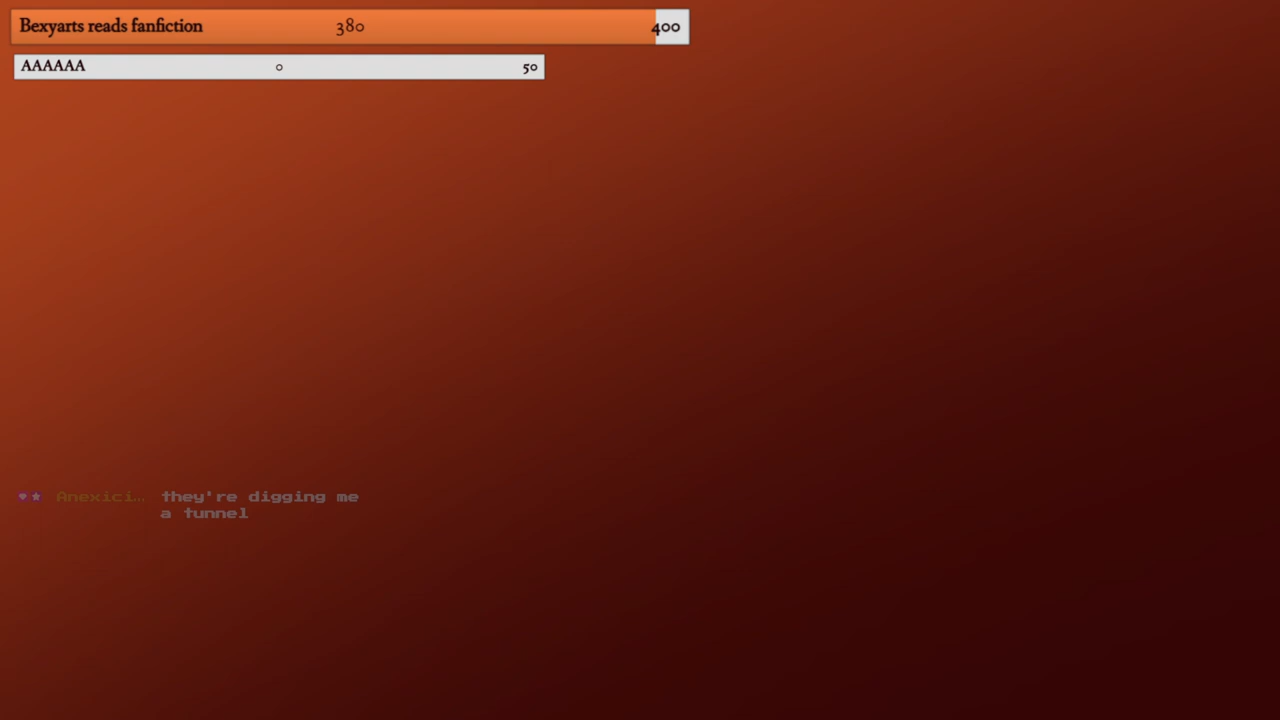 Bexyarts reads fanfiction 380 400
AAAAAA 0 50
Anexici… they're digging me
a tunnel